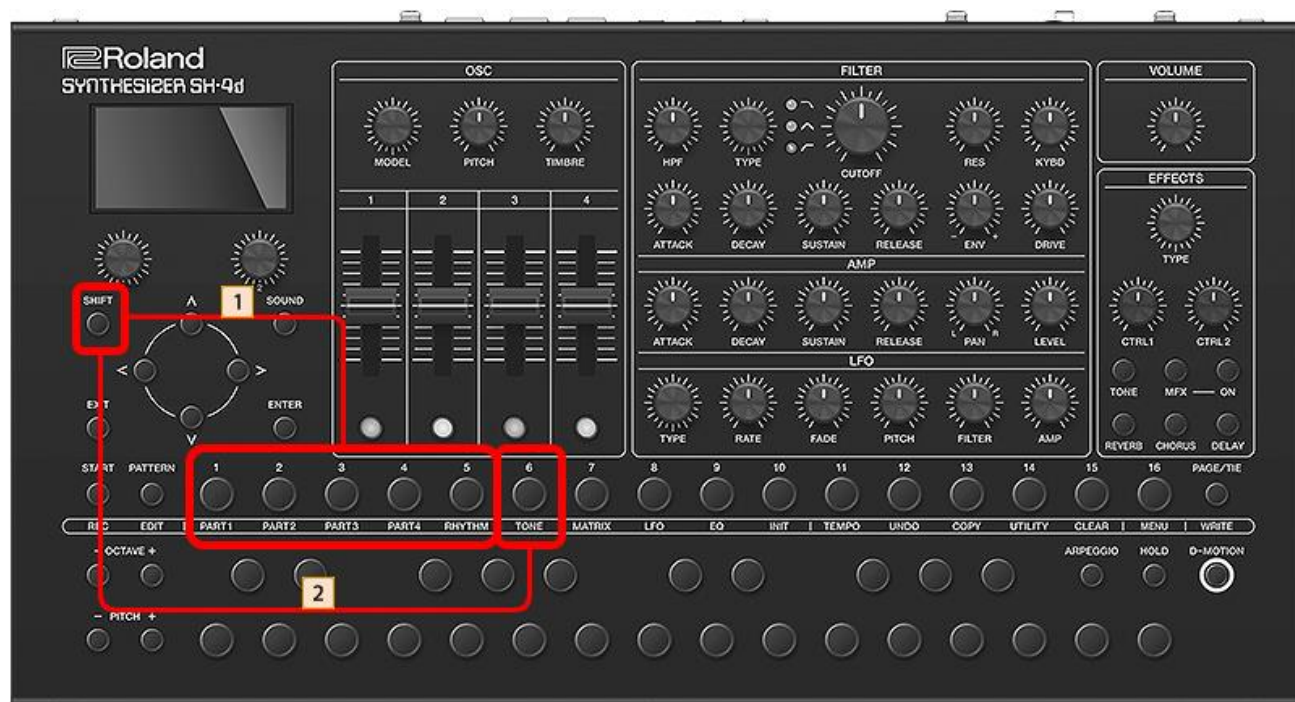 Roland
SYNTHESIZER SH-4d
OSC
MODEL PITCH TIMBRE
1 2 3 4
FILTER
HPF TYPE CUTOFF RES KYBD
ATTACK DECAY SUSTAIN RELEASE - ENV + DRIVE
AMP
ATTACK DECAY SUSTAIN RELEASE L PAN R LEVEL
LFO
TYPE RATE FADE PITCH FILTER AMP
VOLUME
EFFECTS
TYPE
CTRL1 CTRL2
TONE MFX ON
REVERB CHORUS DELAY
2
SHIFT 1 SOUND
EXIT ENTER
START PATTERN 1 2 3 4 5 6 7 8 9 10 11 12 13 14 15 16 PAGE/TIE
REC EDIT PART1 PART2 PART3 PART4 RHYTHM TONE MATRIX LFO EQ INIT TEMPO UNDO COPY UTILITY CLEAR MENU WRITE
- OCTAVE + ARPEGGIO HOLD D-MOTION
2
- PITCH +